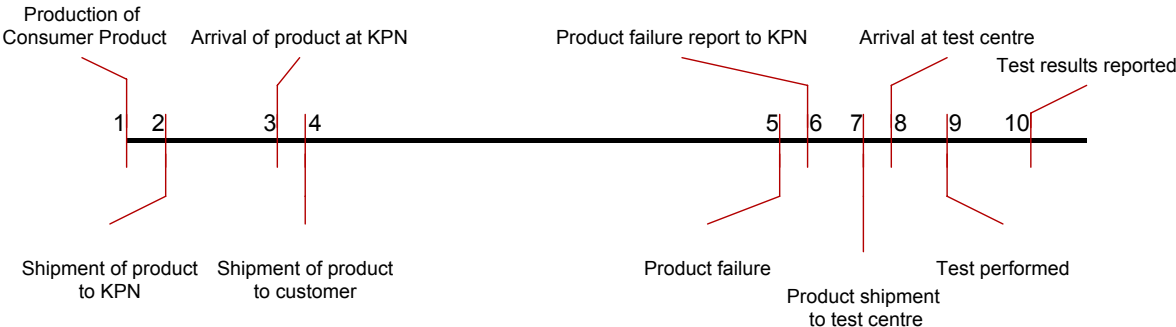 Production of
Consumer Product
Arrival of product at KPN
Product failure report to KPN
Arrival at test centre
Test results reported
1 2 3 4 5 6 7 8 9 10
Shipment of product
to KPN
Shipment of product
to customer
Product failure
Product shipment
to test centre
Test performed